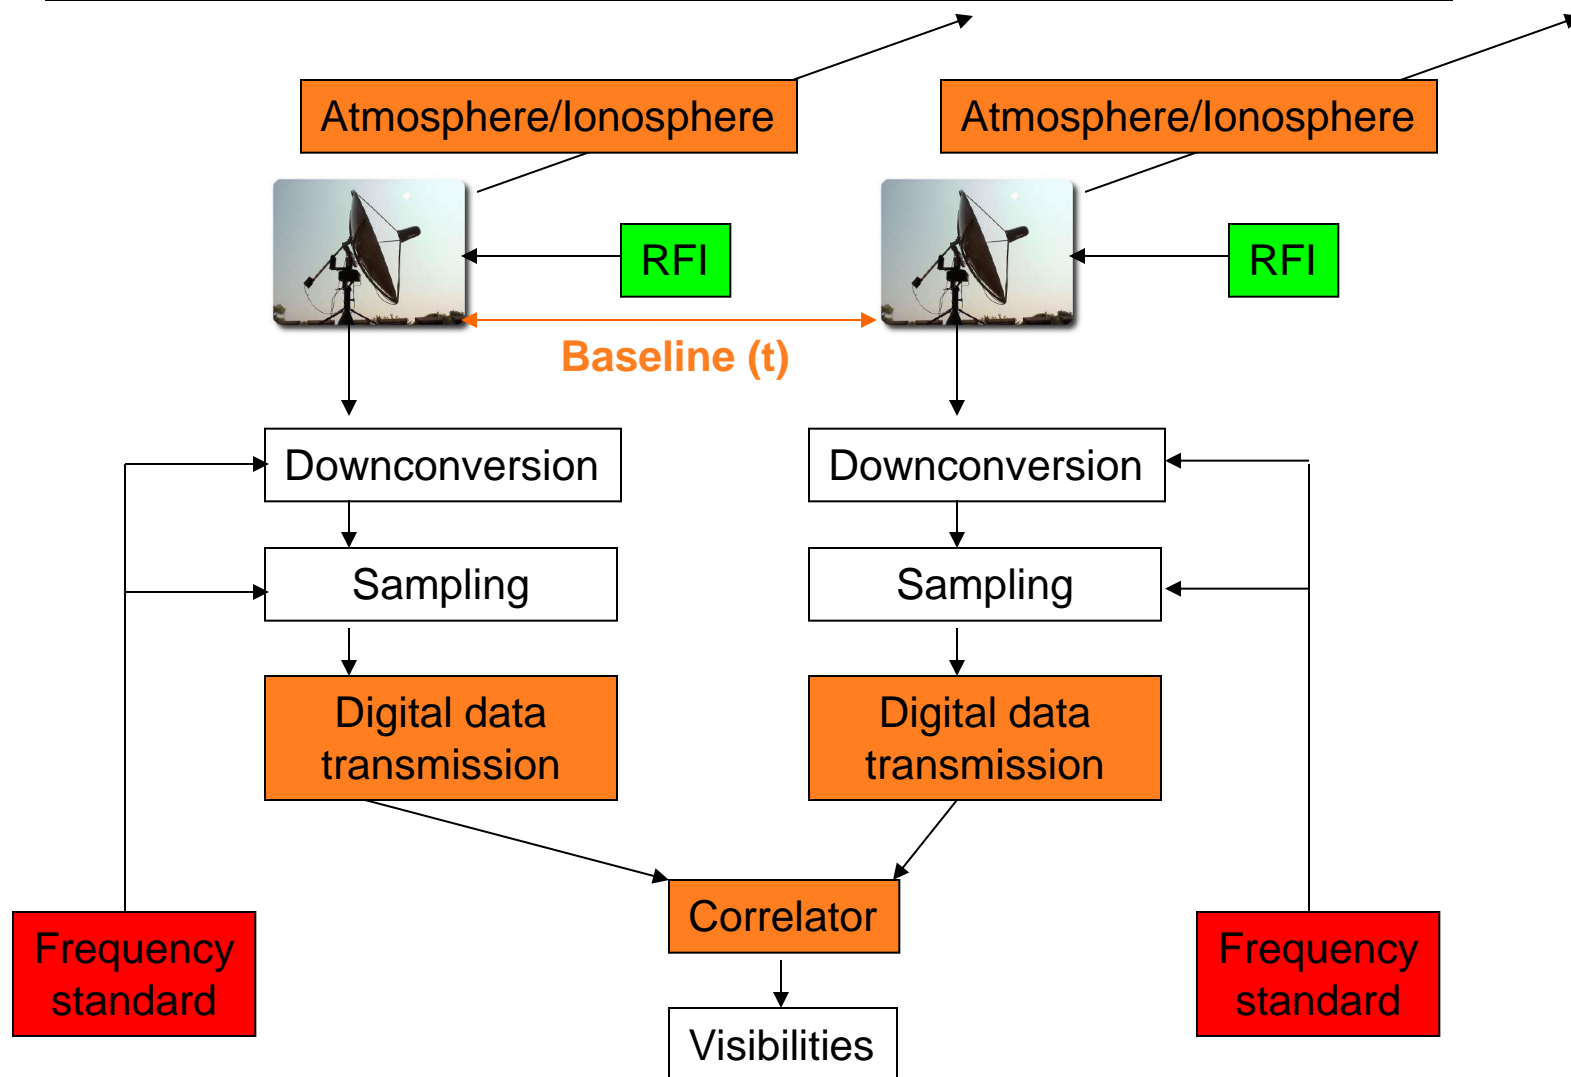 Atmosphere/Ionosphere
Atmosphere/Ionosphere
RFI
RFI
Baseline (t)
Downconversion
Downconversion
Sampling
Sampling
Digital data
transmission
Digital data
transmission
Correlator
Frequency
standard
Frequency
standard
Visibilities